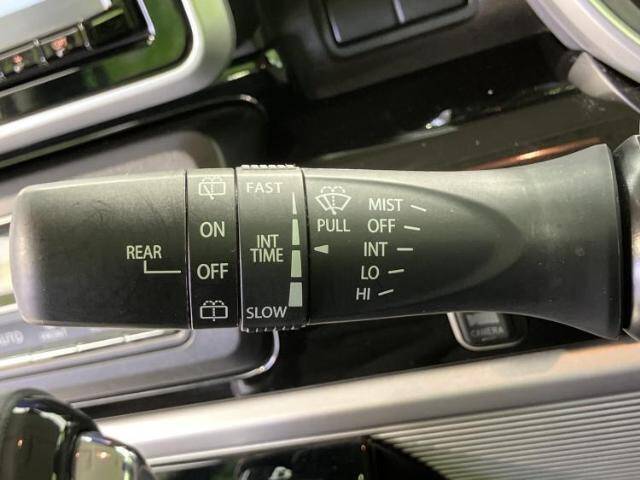 REAR
ON
OFF
FAST
INT
TIME
SLOW
PULL
MIST
OFF
INT
LO
HI
CAMERA